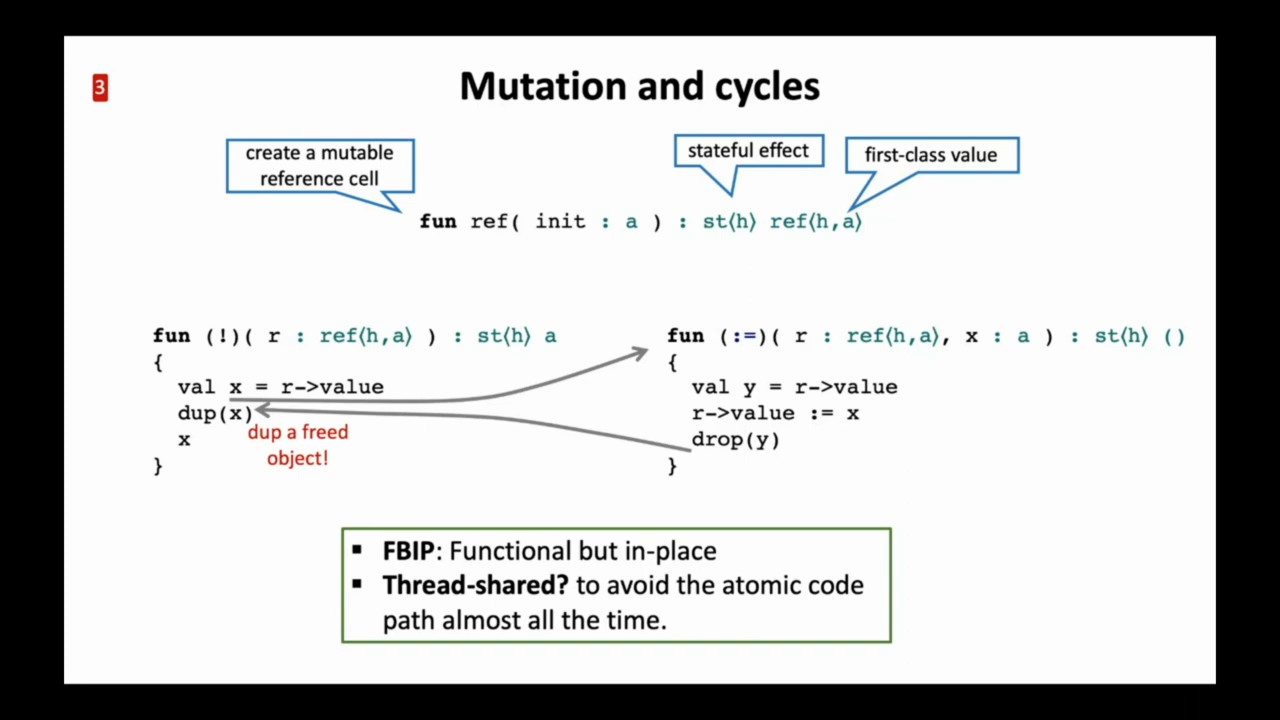 3
Mutation and cycles
create a mutable
reference cell
stateful effect
first-class value
fun ref( init : a ) : st⟨h⟩ ref⟨h,a⟩
fun (!)( r : ref⟨h,a⟩ ) : st⟨h⟩ a
{
val x = r->value
dup(x)
x
}
dup a freed
object!
fun (:=)( r : ref⟨h,a⟩, x : a ) : st⟨h⟩ ()
{
val y = r->value
r->value := x
drop(y)
}
▪ FBIP: Functional but in-place
▪ Thread-shared? to avoid the atomic code
path almost all the time.